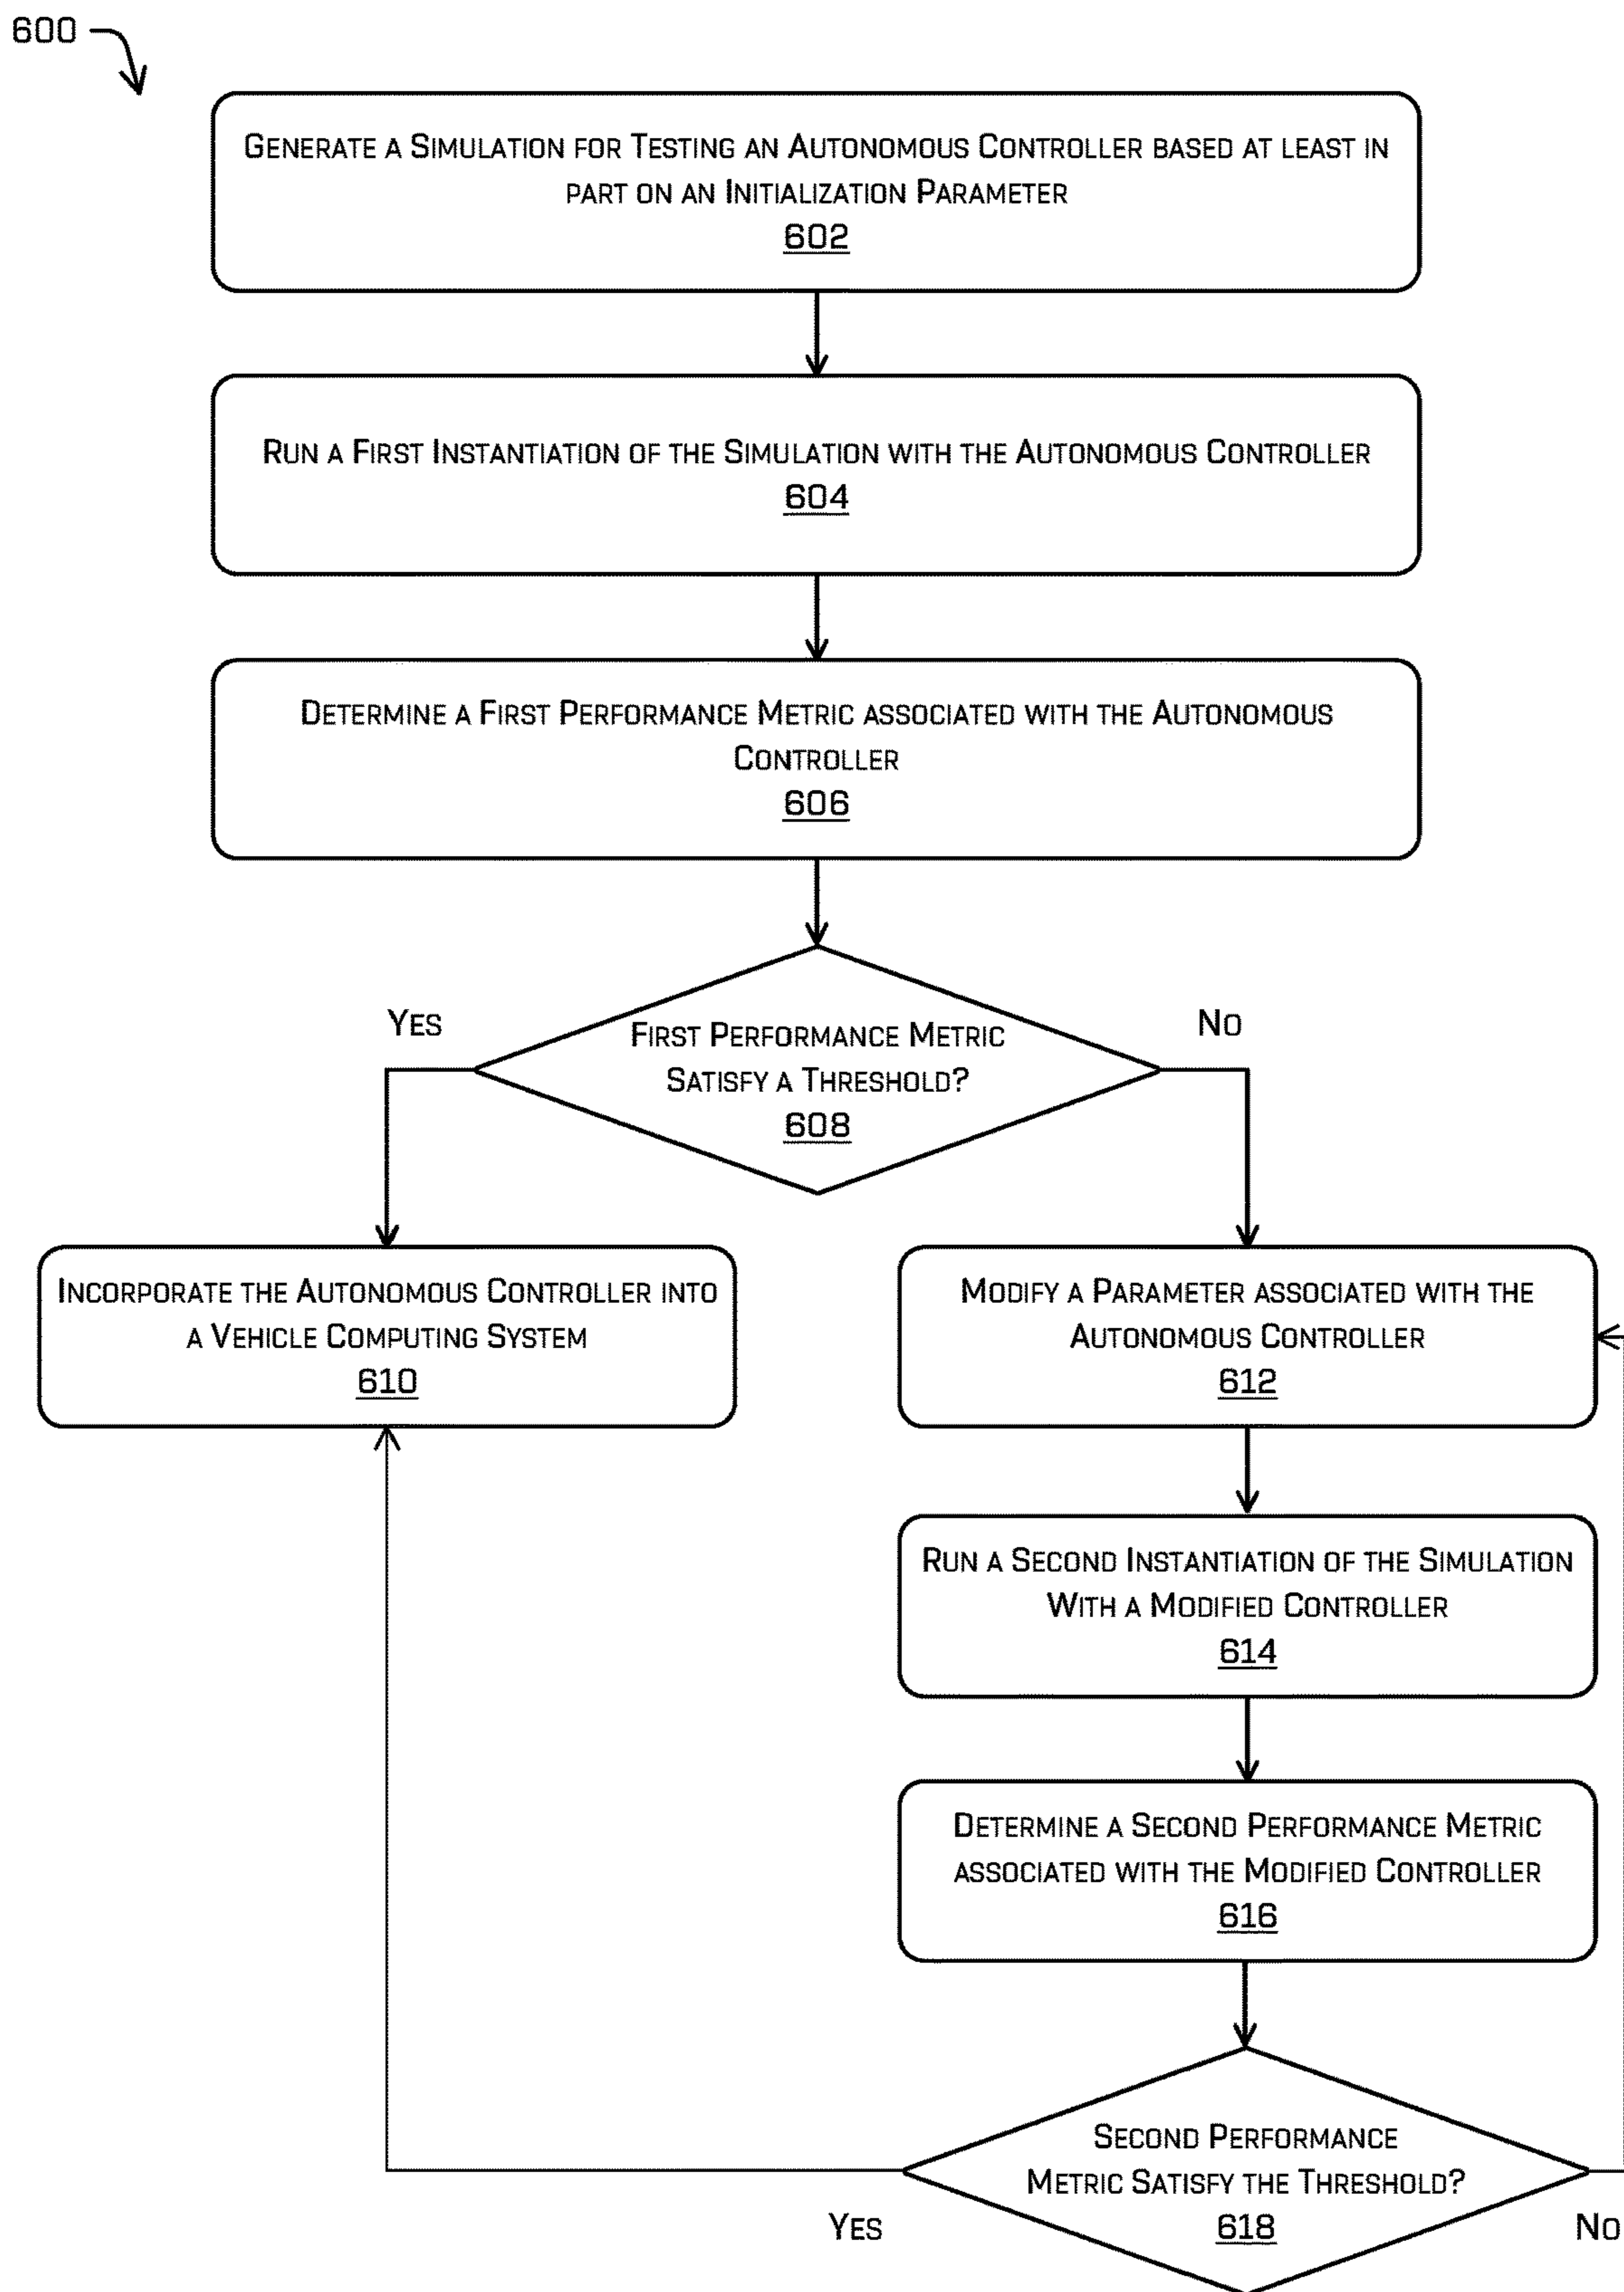 600
Generate a Simulation for Testing an Autonomous Controller based at least in
part on an Initialization Parameter
602
Run a First Instantiation of the Simulation with the Autonomous Controller
604
Determine a First Performance Metric associated with the Autonomous
Controller
606
Yes
No
First Performance Metric
Satisfy a Threshold?
608
Incorporate the Autonomous Controller into
a Vehicle Computing System
610
Modify a Parameter associated with the
Autonomous Controller
612
Run a Second Instantiation of the Simulation
With a Modified Controller
614
Determine a Second Performance Metric
associated with the Modified Controller
616
Second Performance
Metric Satisfy the Threshold?
618
Yes
No